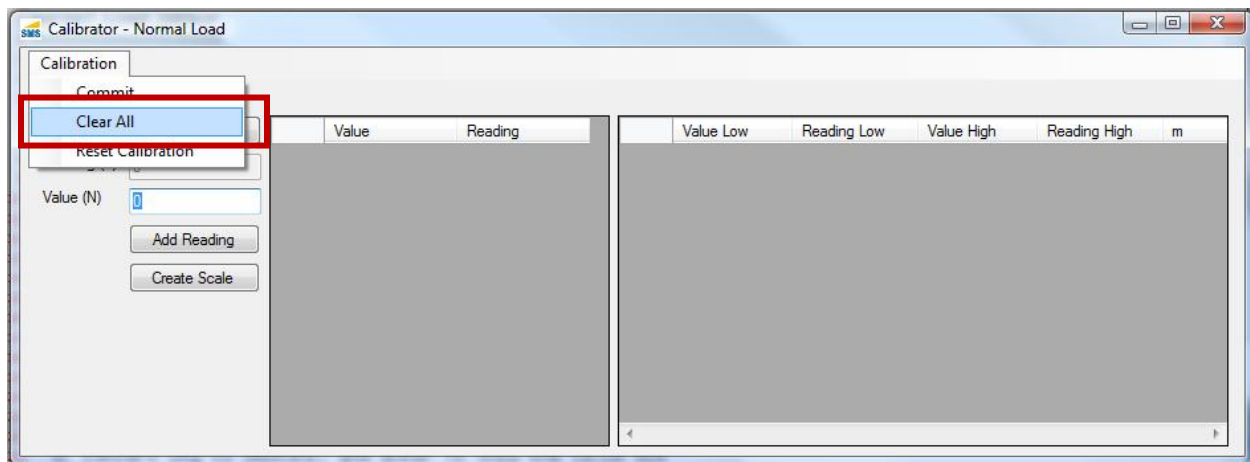 SMS Calibrator - Normal Load
Calibration
Commit
Clear All
Reset Calibration
Value Reading
Value Low Reading Low Value High Reading High m
Value (N) 0
Add Reading
Create Scale